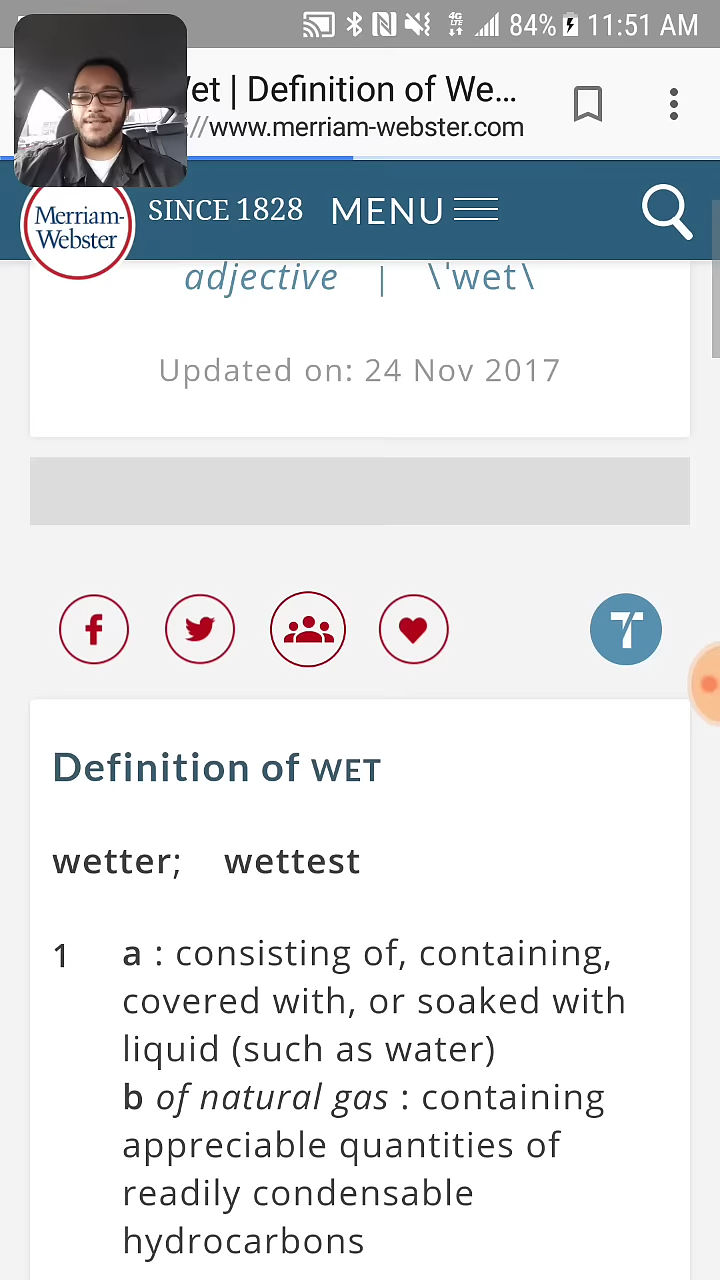 84% 11:51 AM
et | Definition of We...
//www.merriam-webster.com
Merriam-
Webster
SINCE 1828 MENU
adjective | \ˈwet\
Updated on: 24 Nov 2017
Definition of WET
wetter; wettest
1 a : consisting of, containing,
covered with, or soaked with
liquid (such as water)
b of natural gas : containing
appreciable quantities of
readily condensable
hydrocarbons